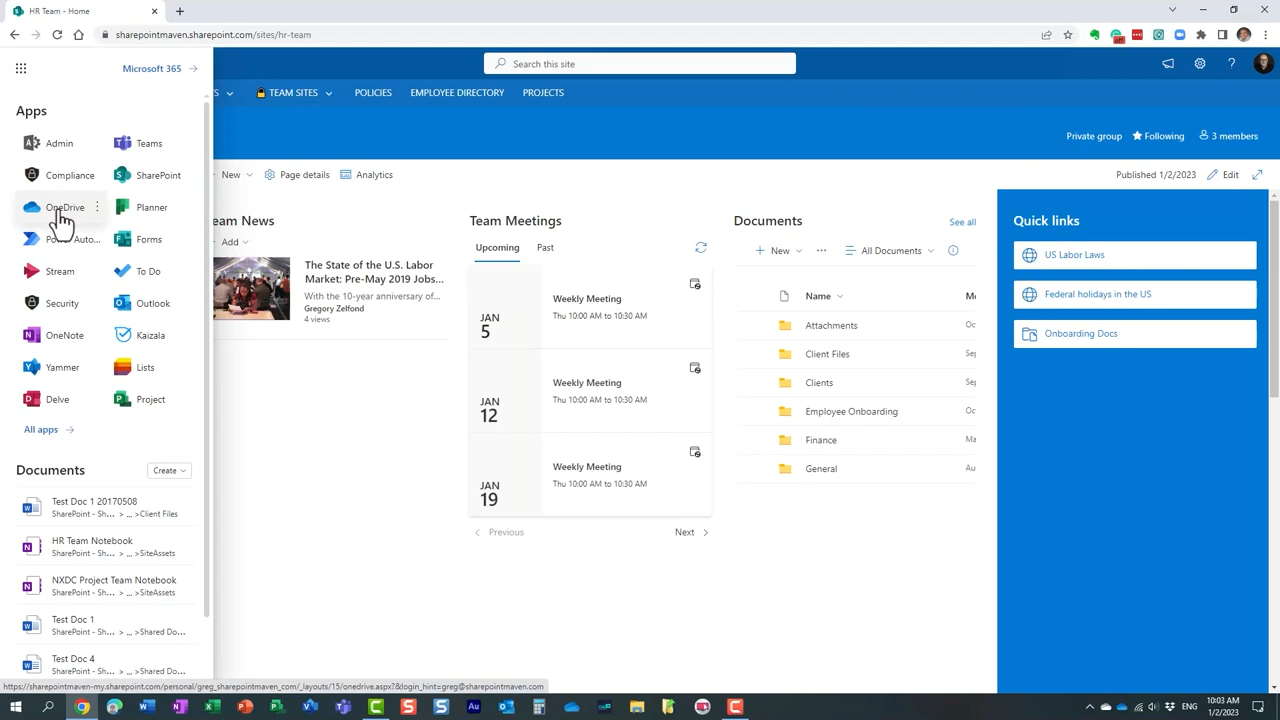 HR Team - Home
sharepointmaven.sharepoint.com/sites/hr-team
Microsoft 365
Search this site
TEAM SITES
POLICIES
EMPLOYEE DIRECTORY
PROJECTS
Private group
Following
3 members
Apps
Admin
Teams
Compliance
SharePoint
OneDrive
Planner
Power Auto...
Forms
Stream
To Do
Security
Outlook
OneNote
Kaizala
Yammer
Lists
Delve
Project
All apps
Documents
Create
Test Doc 1 20170508
SharePoint - Sh... > ... >Client Files
HR Team Notebook
SharePoint - Sh... > ... >SiteAssets
NXDC Project Team Notebook
SharePoint - Sh... > ... >SiteAssets
Test Doc 1
SharePoint - Sh... > ... >Shared Do...
Test Doc 4
SharePoint - Sh... > ... >Shared Do...
New
Page details
Analytics
Published 1/2/2023
Edit
eam News
Add
The State of the U.S. Labor
Market: Pre-May 2019 Jobs...
With the 10-year anniversary of...
Gregory Zelfond
4 views
Team Meetings
Upcoming
Past
JAN
5
Weekly Meeting
Thu 10:00 AM to 10:30 AM
JAN
12
Weekly Meeting
Thu 10:00 AM to 10:30 AM
JAN
19
Weekly Meeting
Thu 10:00 AM to 10:30 AM
Previous
Next
Documents
See all
New
All Documents
Name
Mo
Attachments
Oc
Client Files
Sep
Clients
Sep
Employee Onboarding
Oc
Finance
Ma
General
Au
Quick links
US Labor Laws
Federal holidays in the US
Onboarding Docs
https://sharepointmaven-my.sharepoint.com/personal/greg_sharepointmaven_com/_layouts/15/onedrive.aspx?&login_hint=greg@sharepointmaven.com
10:03 AM
1/2/2023